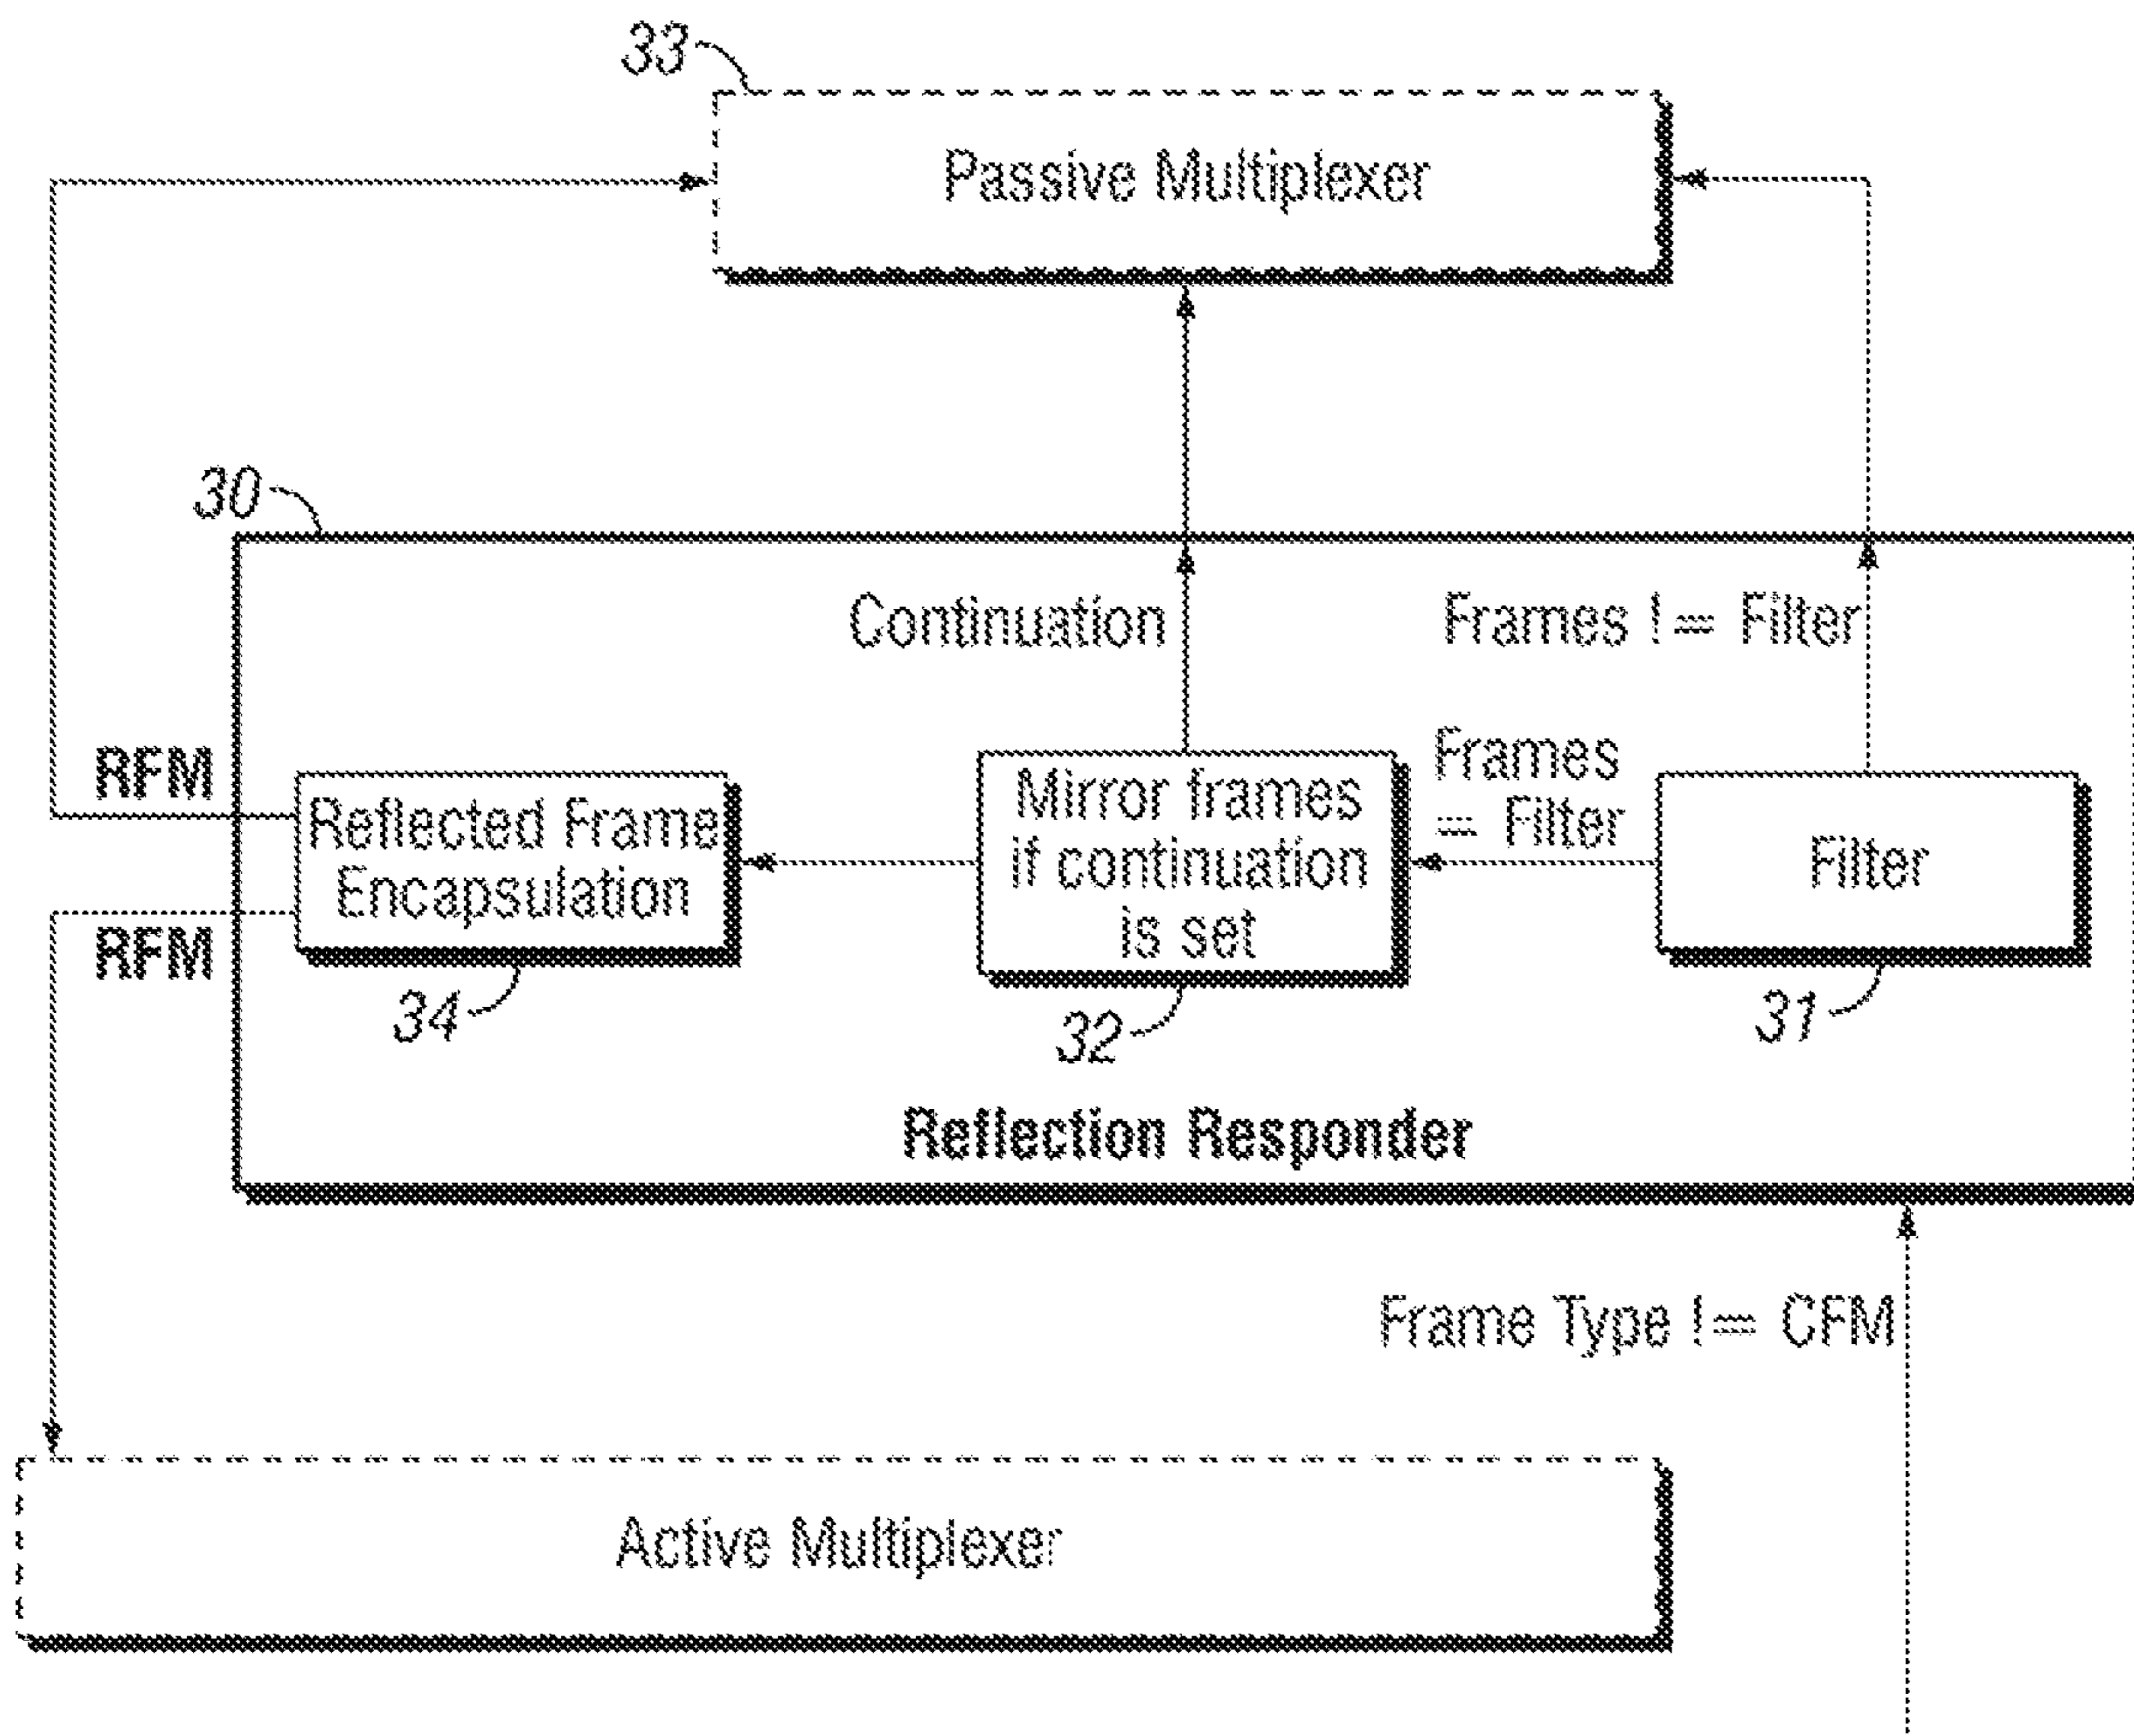 33
Passive Multiplexer
30
Continuation
Frames != Filter
RFM
Reflected Frame
Encapsulation
RFM
34
Mirror frames
if continuation
is set
32
Frames
= Filter
Filter
31
Reflection Responder
Frame Type != CFM
Active Multiplexer